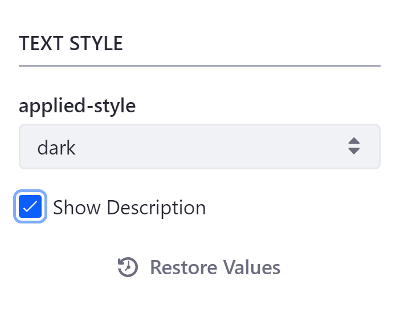 TEXT STYLE
applied-style
dark
Show Description
Restore Values